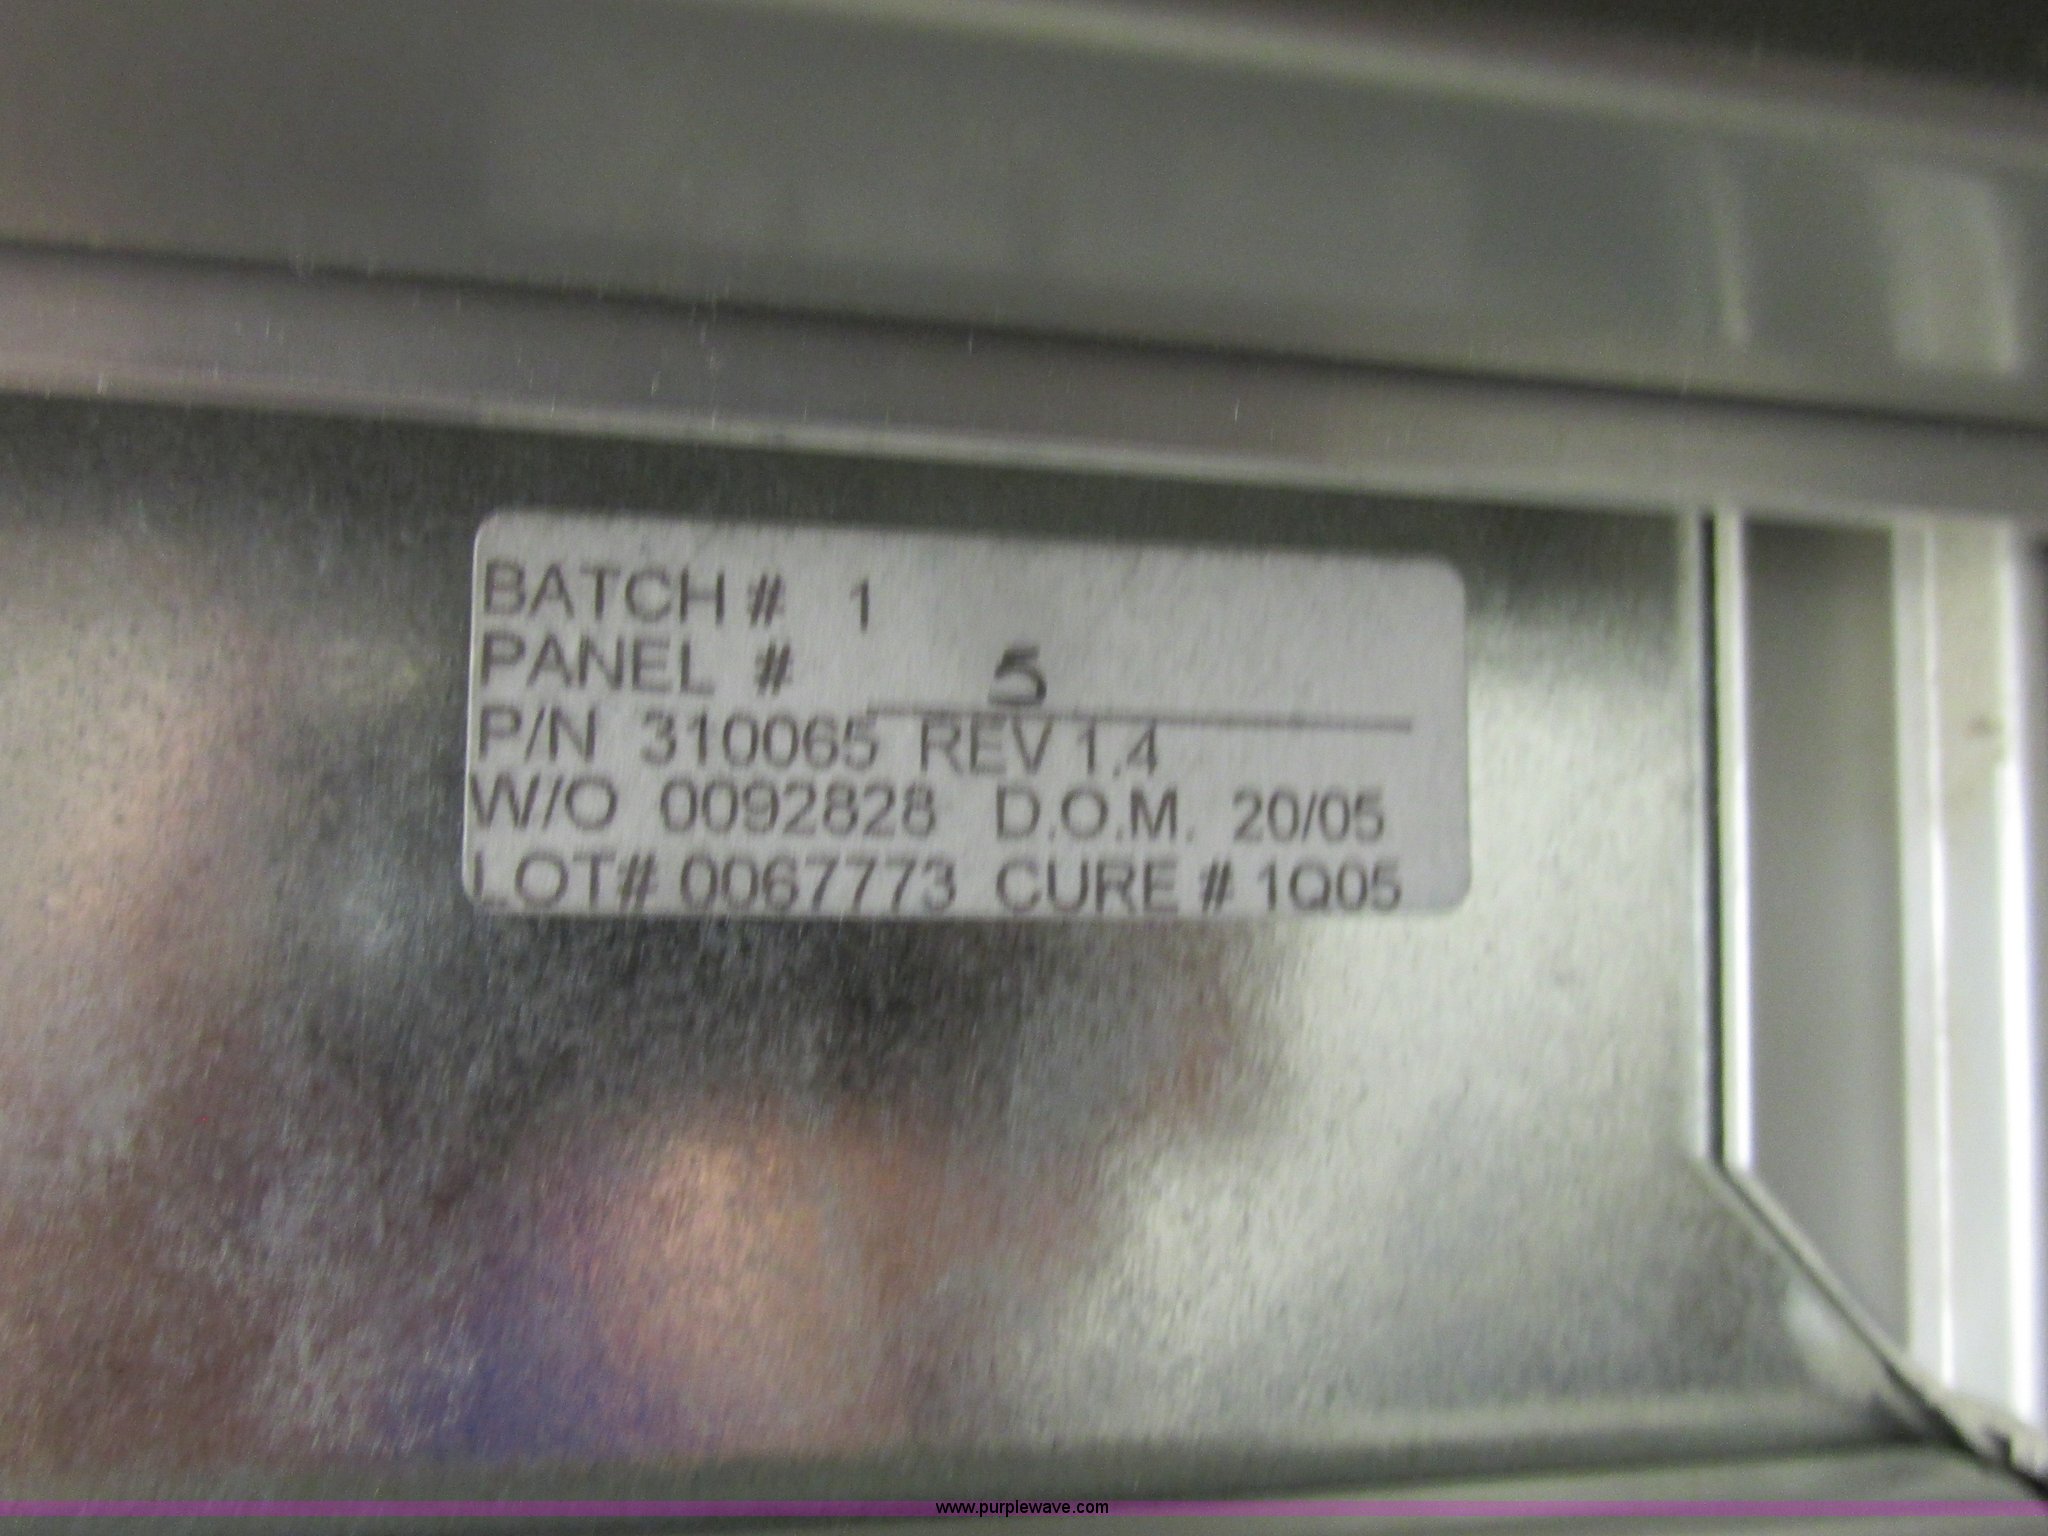 BATCH # 1
PANEL # 5
P/N 310065 REV 1.4
W/O 0092828 D.O.M. 20/05
LOT# 0067773 CURE # 1Q05
www.purplewave.com